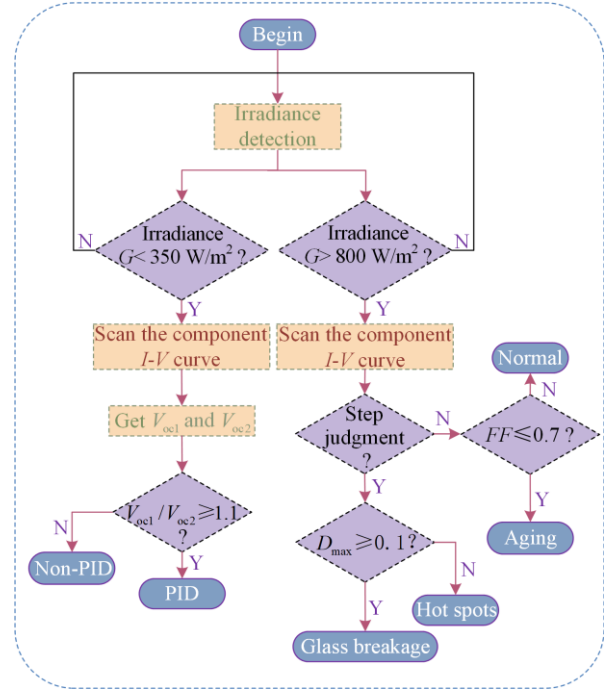 Begin
Irradiance
detection
N
Irradiance
G< 350 W/m² ?
Irradiance
G> 800 W/m² ?
N
Y
Y
Scan the component
I-V curve
Scan the component
I-V curve
Normal
Get Voc1 and Voc2
Step
judgment
?
N
N
FF≤0.7 ?
Y
Y
Voc1 /Voc2 ≥1.1
?
N
Y
Dmax ≥0. 1?
Aging
Non-PID
PID
N
Y
Hot spots
Glass breakage